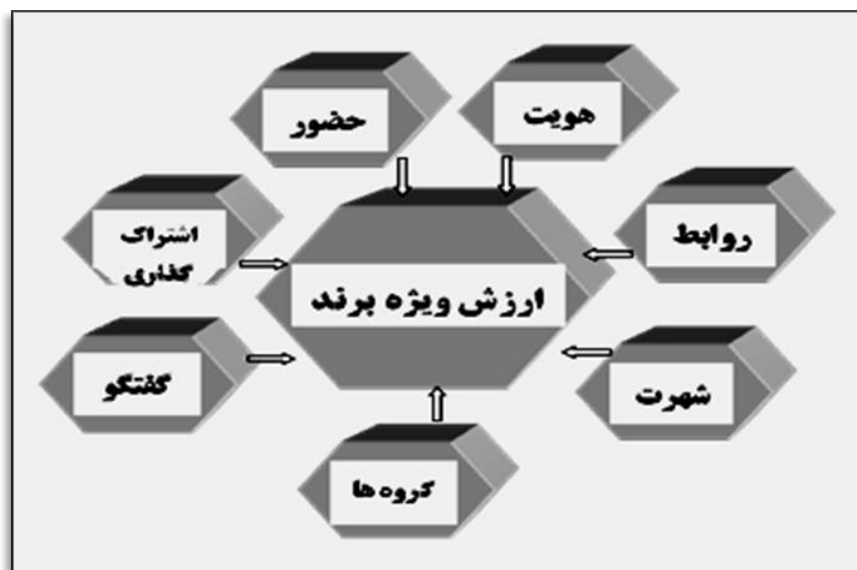 هویت
حضور
روابط
اشتراک
گذاری
ارزش ویژه برند
شهرت
گفتگو
گروه ها